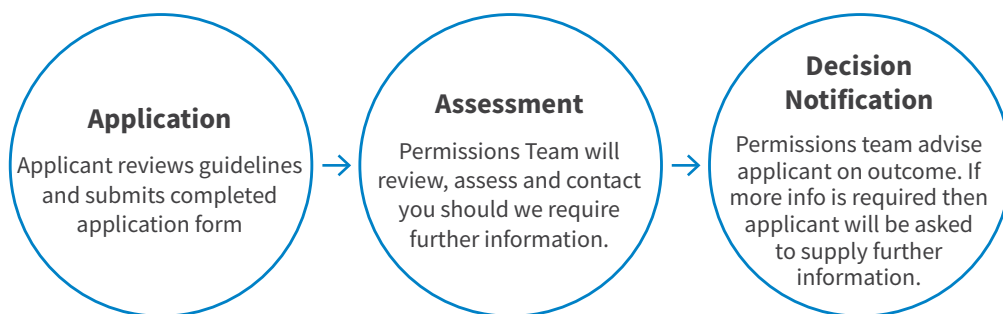 Application
Applicant reviews guidelines
and submits completed
application form
Assessment
Permissions Team will
review, assess and contact
you should we require
further information.
Decision
Notification
Permissions team advise
applicant on outcome. If
more info is required then
applicant will be asked
to supply further
information.